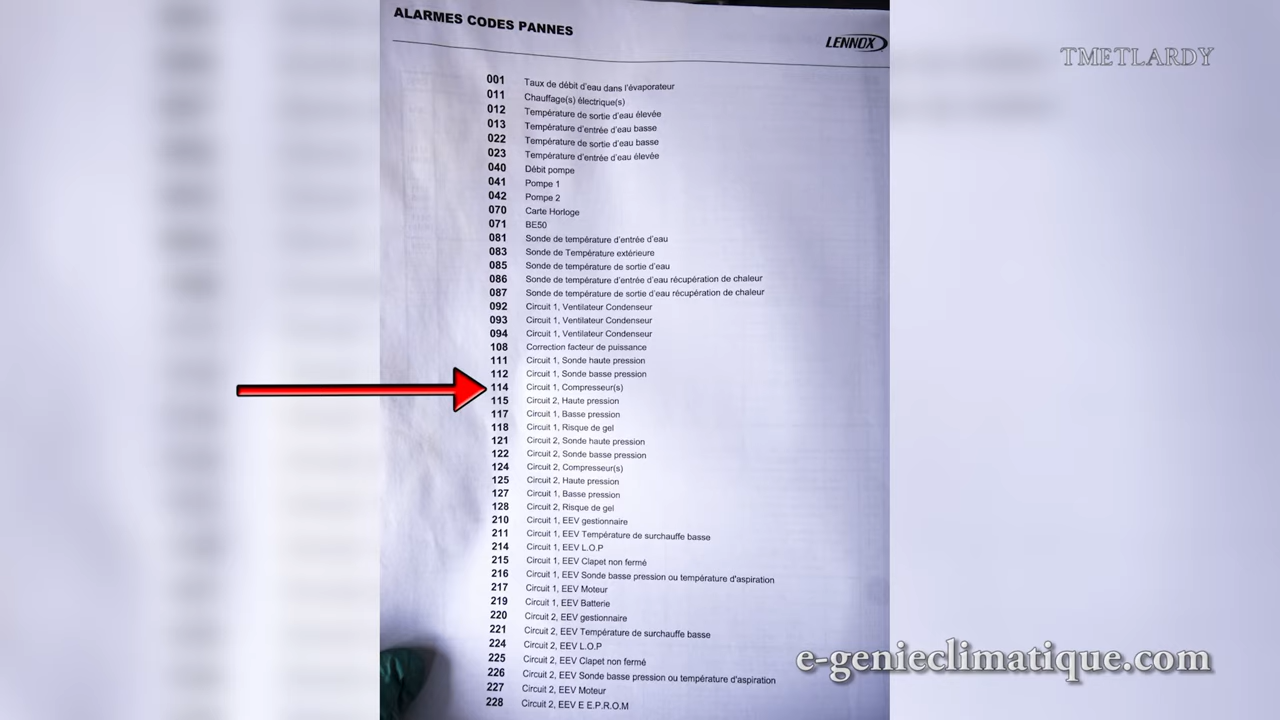 ALARMES CODES PANNES
LENNOX
TMETLARDY
001 Taux de débit d'eau dans l'évaporateur
011 Chauffage(s) électrique(s)
012 Température de sortie d'eau élevée
013 Température d'entrée d'eau basse
022 Température de sortie d'eau basse
023 Température d'entrée d'eau élevée
040 Débit pompe
041 Pompe 1
042 Pompe 2
070 Carte Horloge
071 BE50
081 Sonde de température d'entrée d'eau
083 Sonde de Température extérieure
085 Sonde de température de sortie d'eau
086 Sonde de température d'entrée d'eau récupération de chaleur
087 Sonde de température de sortie d'eau récupération de chaleur
092 Circuit 1, Ventilateur Condenseur
093 Circuit 1, Ventilateur Condenseur
094 Circuit 1, Ventilateur Condenseur
108 Correction facteur de puissance
111 Circuit 1, Sonde haute pression
112 Circuit 1, Sonde basse pression
114 Circuit 1, Compresseur(s)
115 Circuit 2, Haute pression
117 Circuit 1, Basse pression
118 Circuit 1, Risque de gel
121 Circuit 2, Sonde haute pression
122 Circuit 2, Sonde basse pression
124 Circuit 2, Compresseur(s)
125 Circuit 2, Haute pression
127 Circuit 1, Basse pression
128 Circuit 2, Risque de gel
210 Circuit 1, EEV gestionnaire
211 Circuit 1, EEV Température de surchauffe basse
214 Circuit 1, EEV L.O.P
215 Circuit 1, EEV Clapet non fermé
216 Circuit 1, EEV Sonde basse pression ou température d'aspiration
217 Circuit 1, EEV Moteur
219 Circuit 1, EEV Batterie
220 Circuit 2, EEV gestionnaire
221 Circuit 2, EEV Température de surchauffe basse
224 Circuit 2, EEV L.O.P
225 Circuit 2, EEV Clapet non fermé
226 Circuit 2, EEV Sonde basse pression ou température d'aspiration
227 Circuit 2, EEV Moteur
228 Circuit 2, EEV E E.P.R.O.M
e-genieclimatique.com